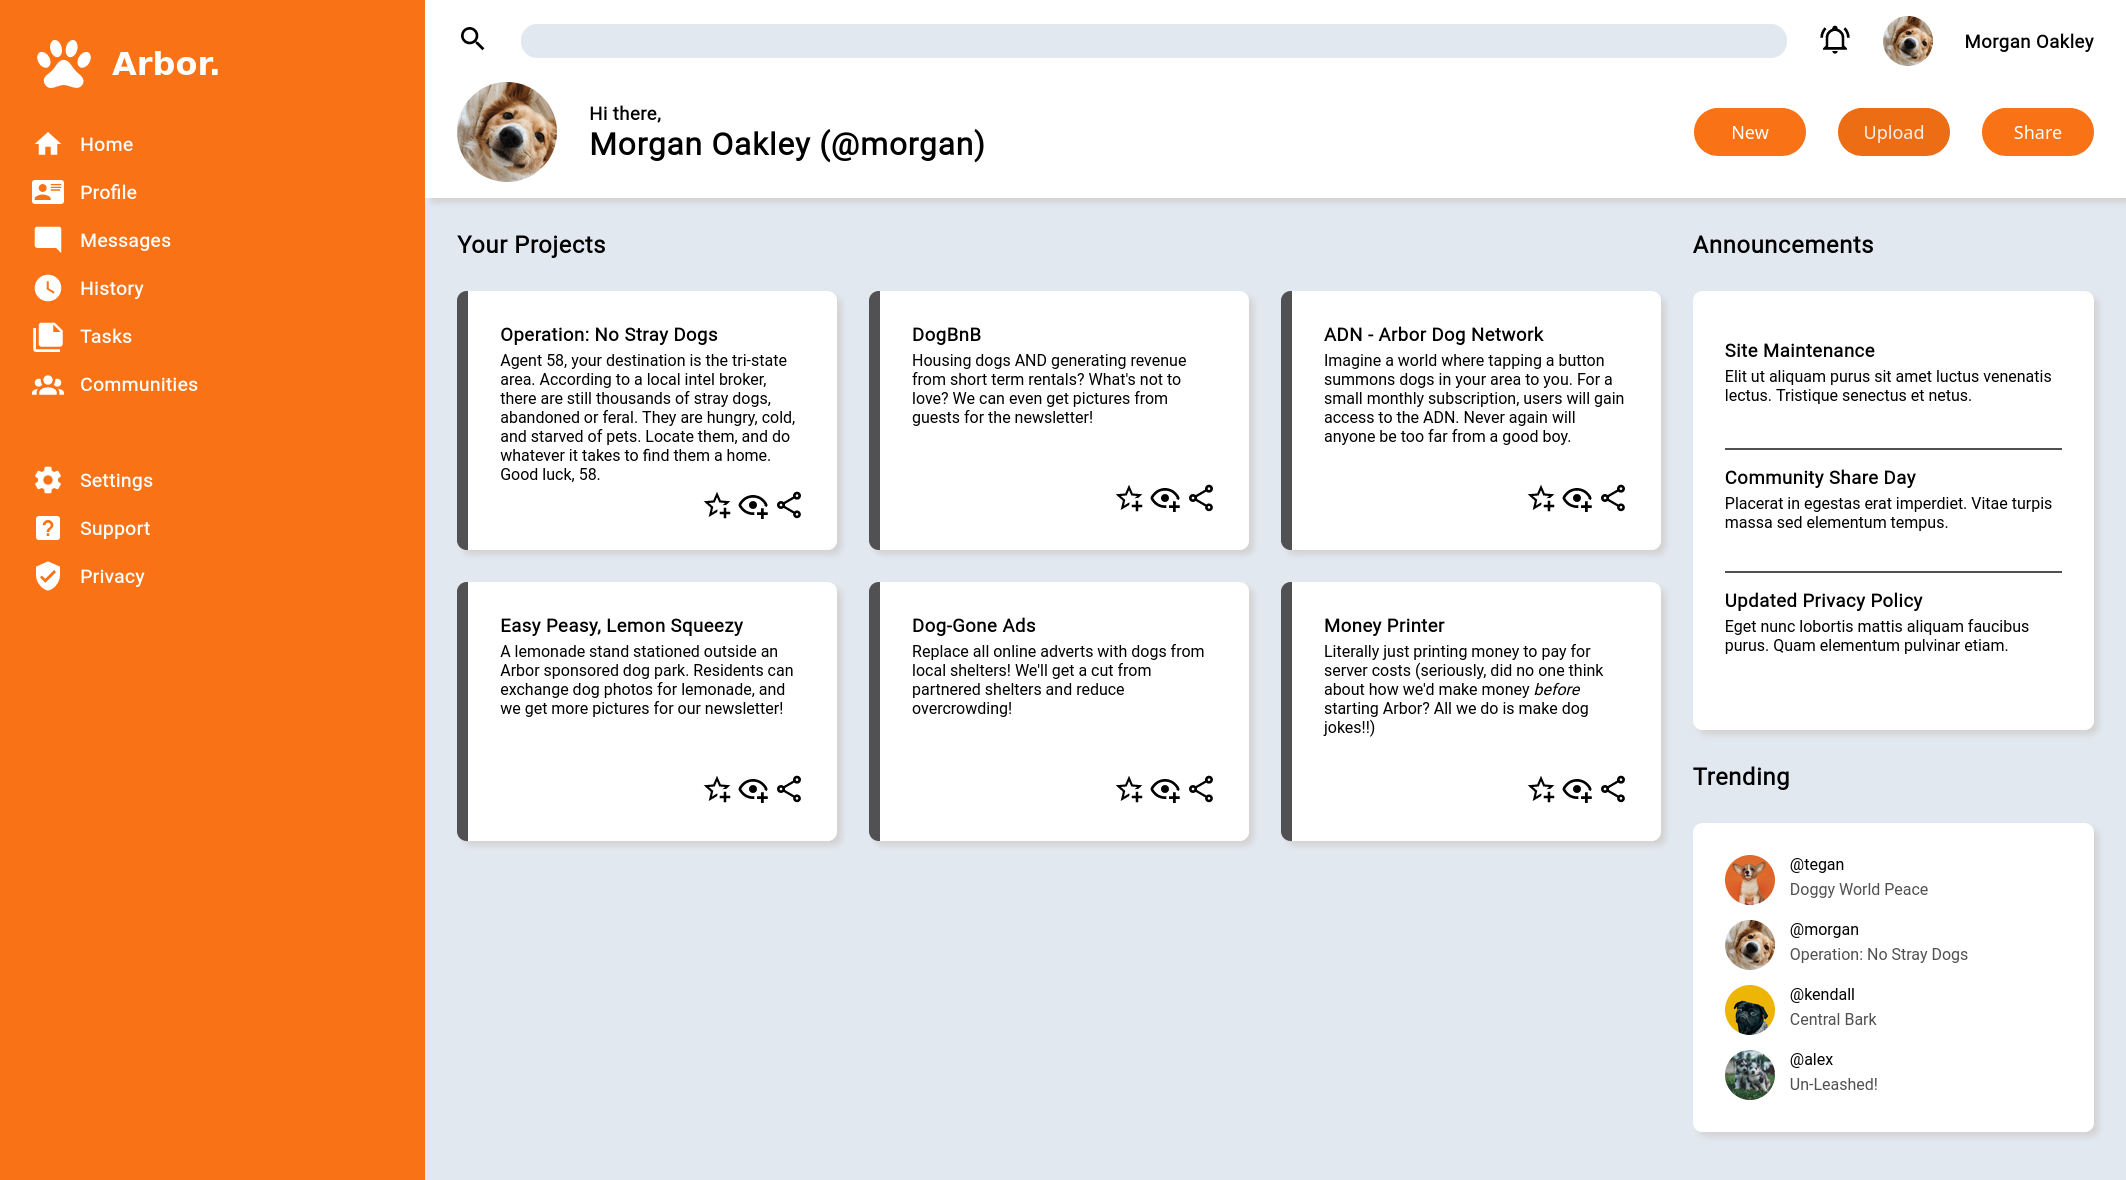 Arbor.
Home
Profile
Messages
History
Tasks
Communities
Settings
Support
Privacy
Morgan Oakley
Hi there,
Morgan Oakley (@morgan)
New
Upload
Share
Your Projects
Operation: No Stray Dogs
Agent 58, your destination is the tri-state
area. According to a local intel broker,
there are still thousands of stray dogs,
abandoned or feral. They are hungry, cold,
and starved of pets. Locate them, and do
whatever it takes to find them a home.
Good luck, 58.
DogBnB
Housing dogs AND generating revenue
from short term rentals? What's not to
love? We can even get pictures from
guests for the newsletter!
ADN - Arbor Dog Network
Imagine a world where tapping a button
summons dogs in your area to you. For a
small monthly subscription, users will gain
access to the ADN. Never again will
anyone be too far from a good boy.
Easy Peasy, Lemon Squeezy
A lemonade stand stationed outside an
Arbor sponsored dog park. Residents can
exchange dog photos for lemonade, and
we get more pictures for our newsletter!
Dog-Gone Ads
Replace all online adverts with dogs from
local shelters! We'll get a cut from
partnered shelters and reduce
overcrowding!
Money Printer
Literally just printing money to pay for
server costs (seriously, did no one think
about how we'd make money before
starting Arbor? All we do is make dog
jokes!!)
Announcements
Site Maintenance
Elit ut aliquam purus sit amet luctus venenatis
lectus. Tristique senectus et netus.
Community Share Day
Placerat in egestas erat imperdiet. Vitae turpis
massa sed elementum tempus.
Updated Privacy Policy
Eget nunc lobortis mattis aliquam faucibus
purus. Quam elementum pulvinar etiam.
Trending
@tegan
Doggy World Peace
@morgan
Operation: No Stray Dogs
@kendall
Central Bark
@alex
Un-Leashed!